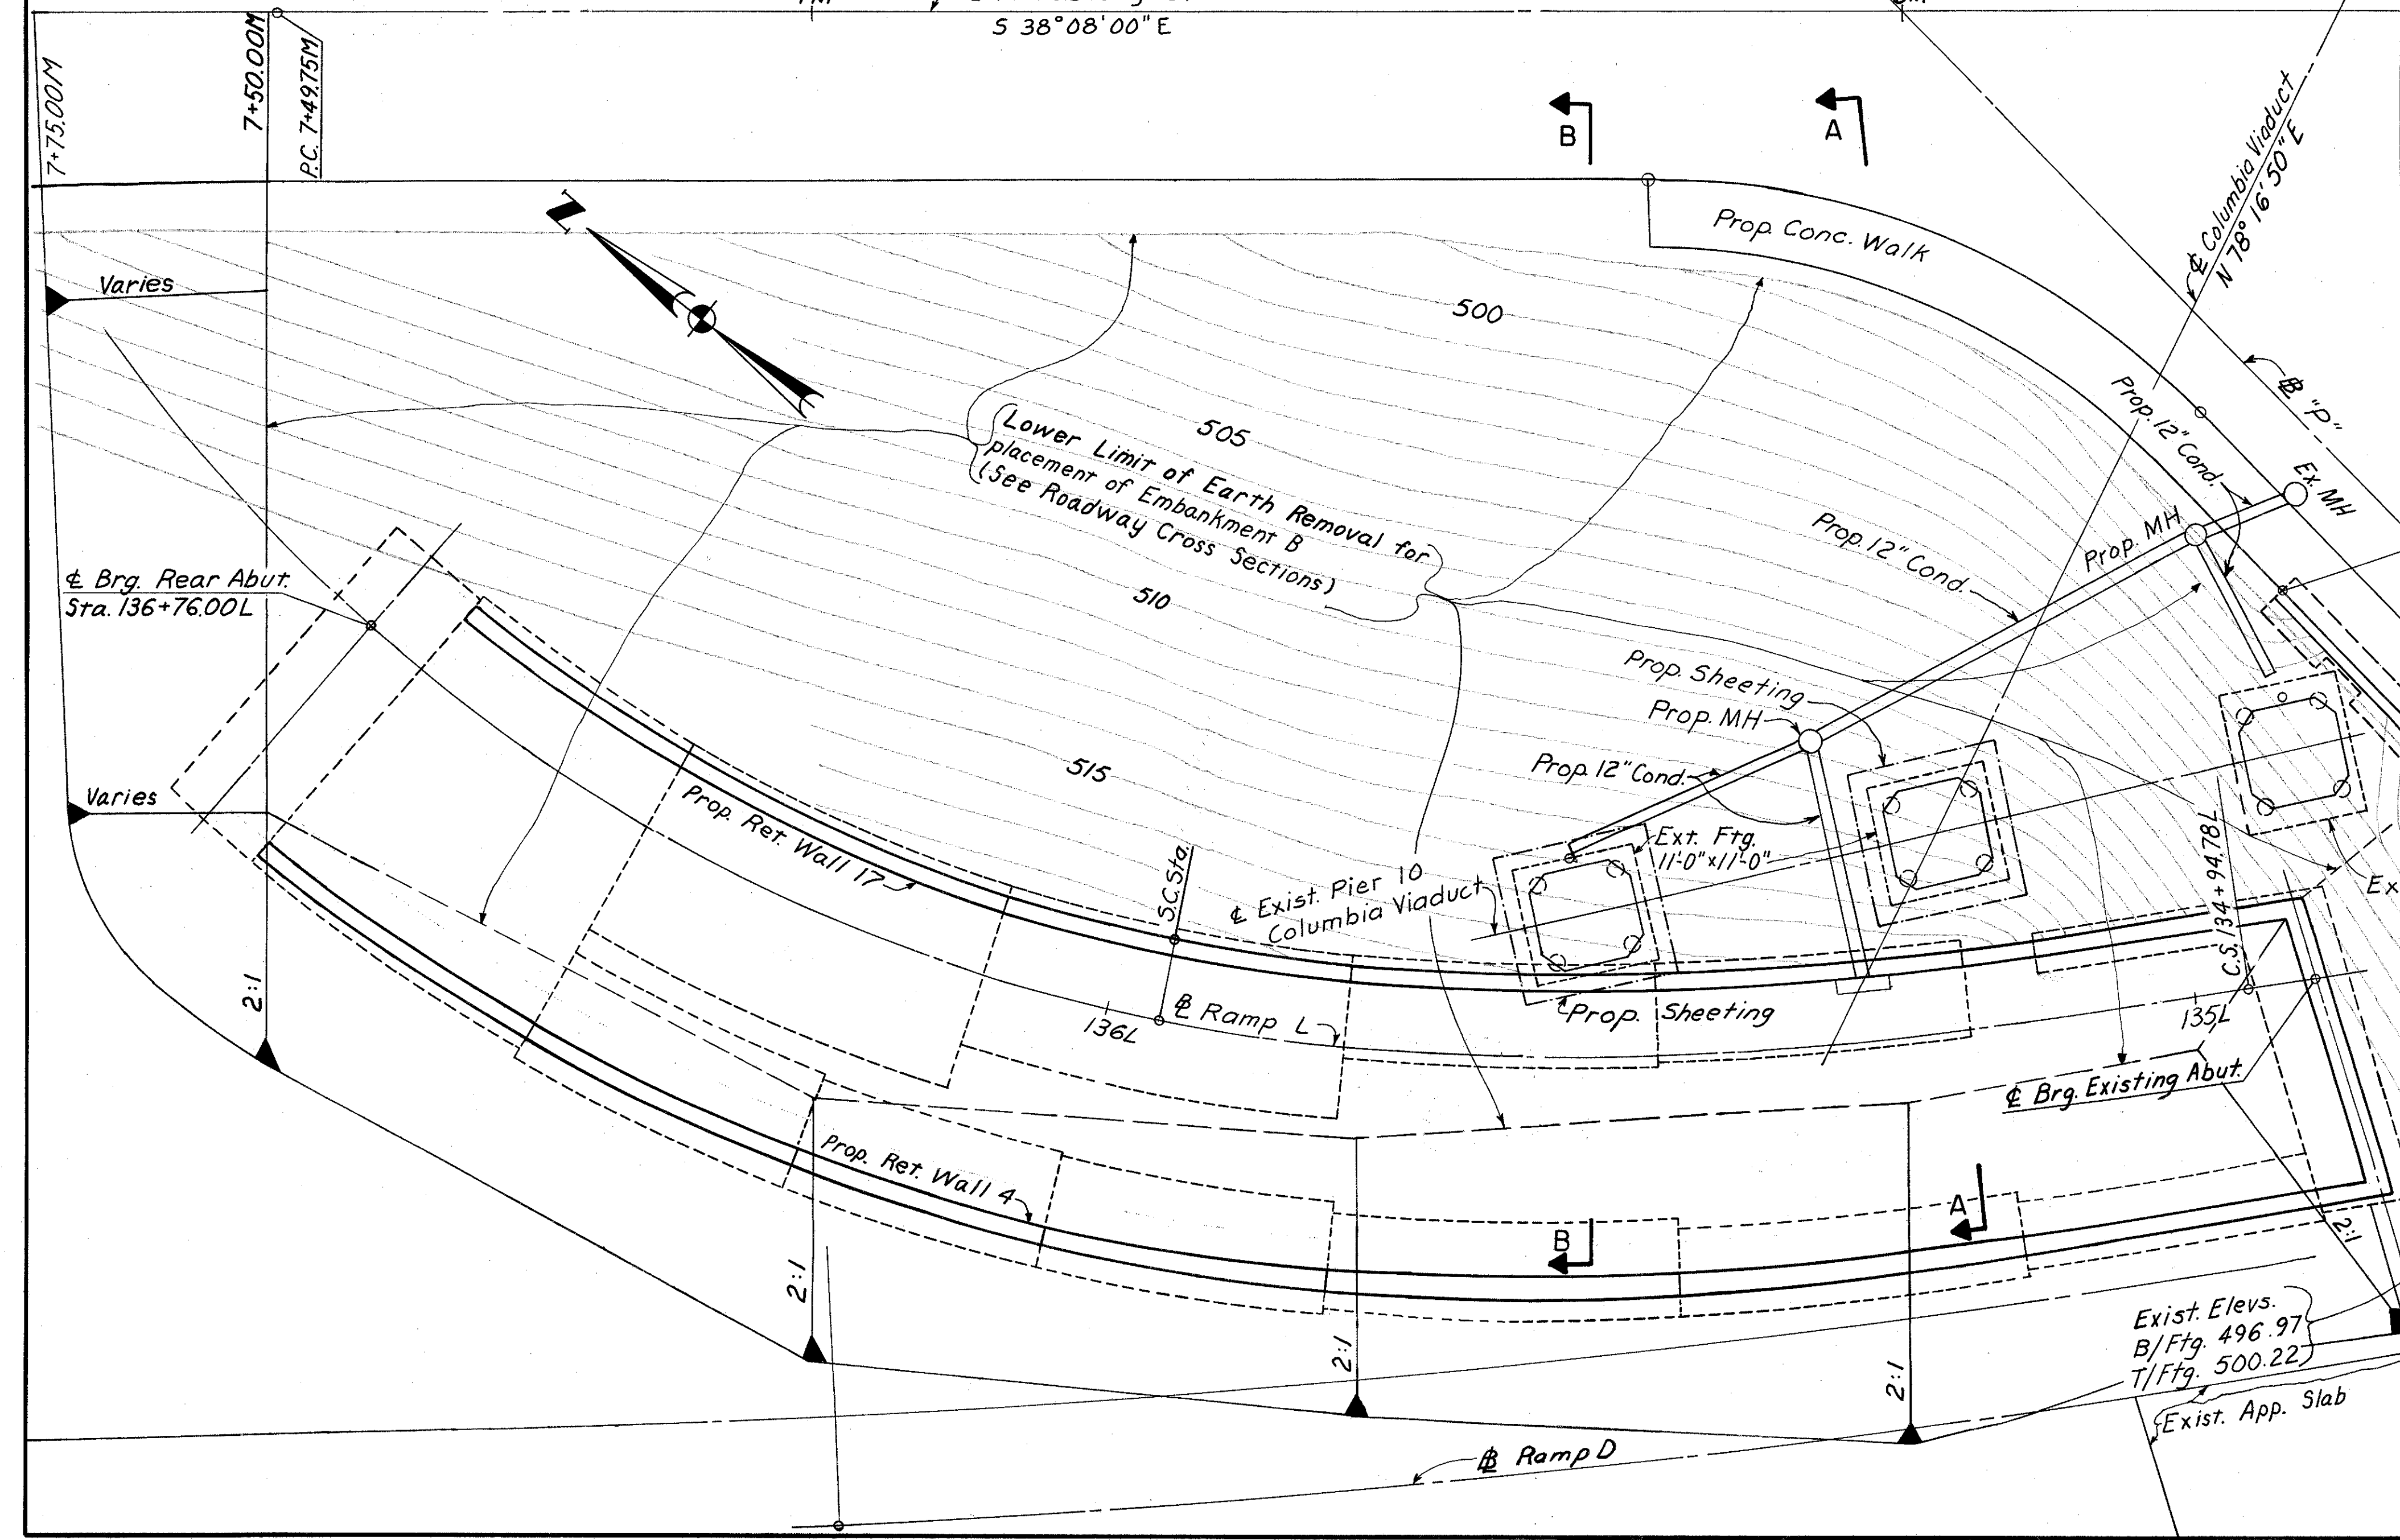 S 38°08'00" E
7+75.00M
7+50.00M
P.C. 7+49.75M
B
A
℄ Columbia Viaduct
N 78° 16' 50" E
N
Prop. Conc. Walk
Varies
500
505
510
515
Lower Limit of Earth Removal for
placement of Embankment B
(See Roadway Cross Sections)
"P"
Prop. 12" Cond.
Ex. MH
Prop. MH
Prop. 12" Cond.
℄ Brg. Rear Abut.
Sta. 136+76.00L
Prop. Sheeting
Prop. MH
Prop. 12" Cond.
Varies
Prop. Ret. Wall 17
Ext. Ftg.
11'-0"x11'-0"
℄ Exist. Pier 10
Columbia Viaduct
S.C. Sta.
C.S. 134+94.78L
Ex
2:1
136L
Ramp L
Prop. Sheeting
135L
℄ Brg. Existing Abut.
Prop. Ret. Wall 4
A
B
2:1
2:1
2:1
2:1
Exist. Elevs.
B/Ftg. 496.97
T/Ftg. 500.22
Exist. App. Slab
Ramp D